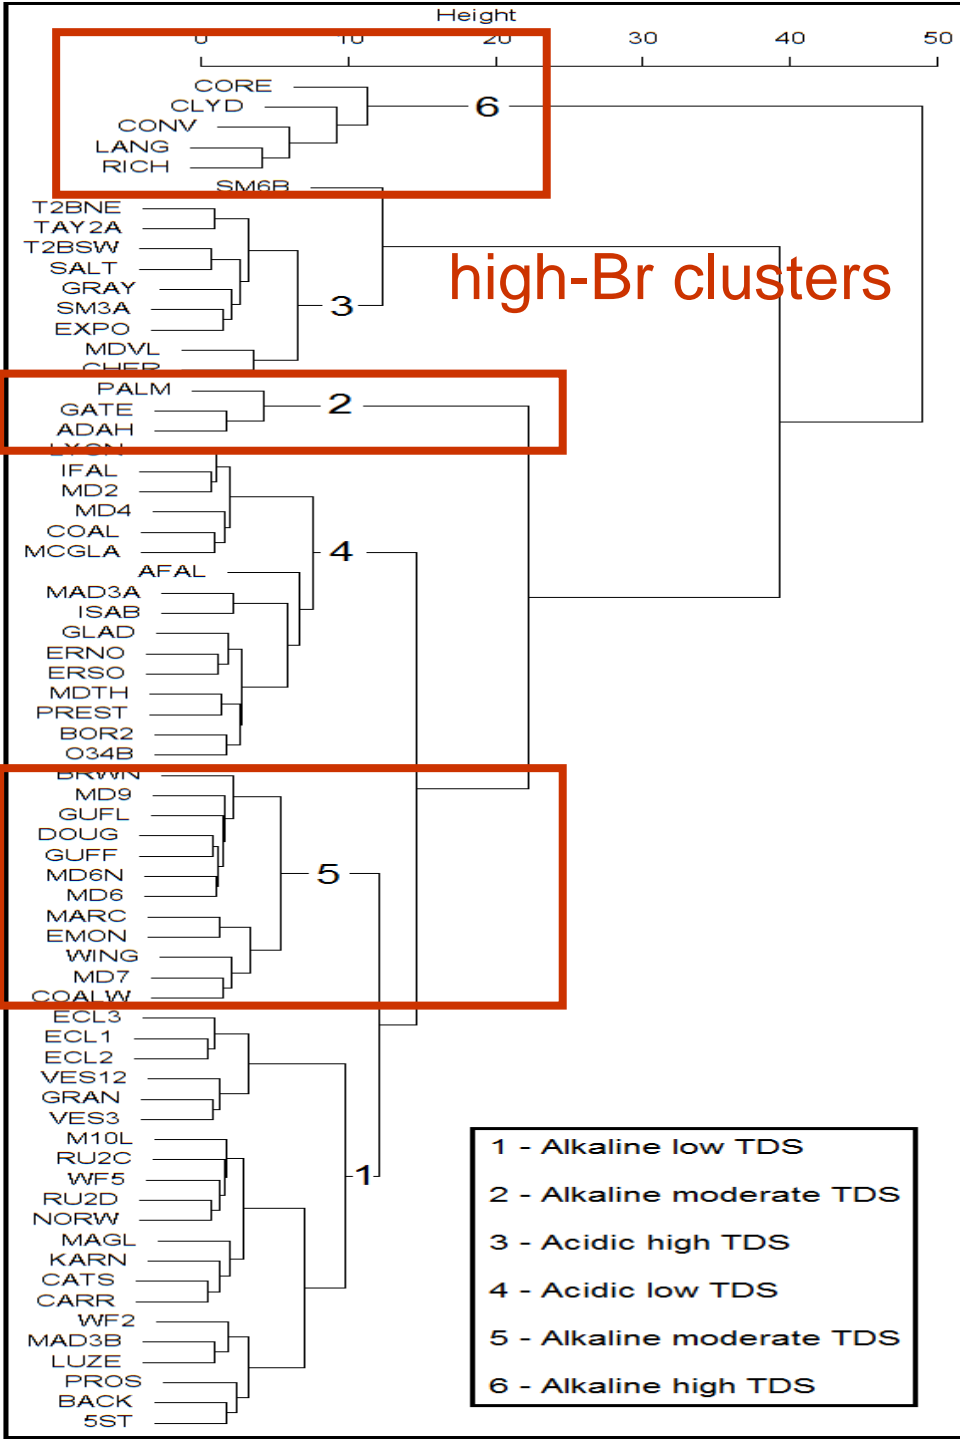 Height
0 10 20 30 40 50
CORE
CLYD
6
CONV
LANG
RICH
SM6B
T2BNE
TAY2A
T2BSW
SALT
high-Br clusters
GRAY
SM3A
3
EXPO
MDVL
CHER
PALM
2
GATE
ADAH
LYON
IFAL
MD2
MD4
COAL
MCGLA
4
AFAL
MAD3A
ISAB
GLAD
ERNO
ERSO
MDTH
PREST
BOR2
O34B
BRWN
MD9
GUFL
DOUG
GUFF
MD6N
5
MD6
MARC
EMON
WING
MD7
COALW
ECL3
ECL1
ECL2
VES12
GRAN
VES3
M10L
RU2C
WF5
1
RU2D
NORW
MAGL
KARN
CATS
CARR
WF2
MAD3B
LUZE
PROS
BACK
5ST
1 - Alkaline low TDS
2 - Alkaline moderate TDS
3 - Acidic high TDS
4 - Acidic low TDS
5 - Alkaline moderate TDS
6 - Alkaline high TDS